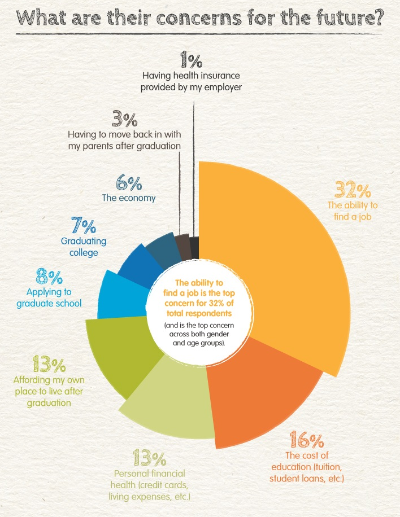 What are their concerns for the future?
1%
Having health insurance
provided by my employer
3%
Having to move back in with
my parents after graduation
6%
The economy
7%
Graduating
college
8%
Applying to
graduate school
13%
Affording my own
place to live after
graduation
13%
Personal financial
health (credit cards,
living expenses, etc.)
16%
The cost of
education (tuition,
student loans, etc.)
32%
The ability to
find a job
The ability to
find a job is the top
concern for 32% of
total respondents
(and is the top concern
across both gender
and age groups).